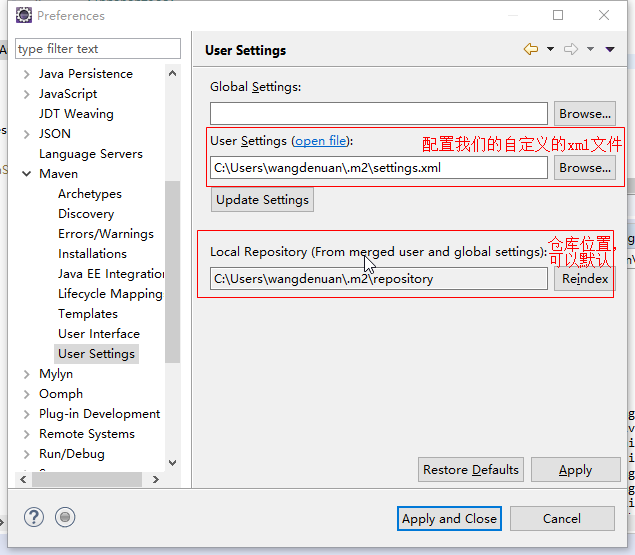 Preferences
type filter text
Java Persistence
JavaScript
JDT Weaving
JSON
Language Servers
Maven
Archetypes
Discovery
Errors/Warnings
Installations
Java EE Integration
Lifecycle Mappings
Templates
User Interface
User Settings
Mylyn
Oomph
Plug-in Development
Remote Systems
Run/Debug
User Settings
Global Settings:
Browse...
User Settings (open file):
配置我们的自定义的xml文件
C:\Users\wangdenuan\.m2\settings.xml
Browse...
Update Settings
Local Repository (From merged user and global settings):
仓库位置,
可以默认
C:\Users\wangdenuan\.m2\repository
Reindex
Restore Defaults
Apply
Apply and Close
Cancel